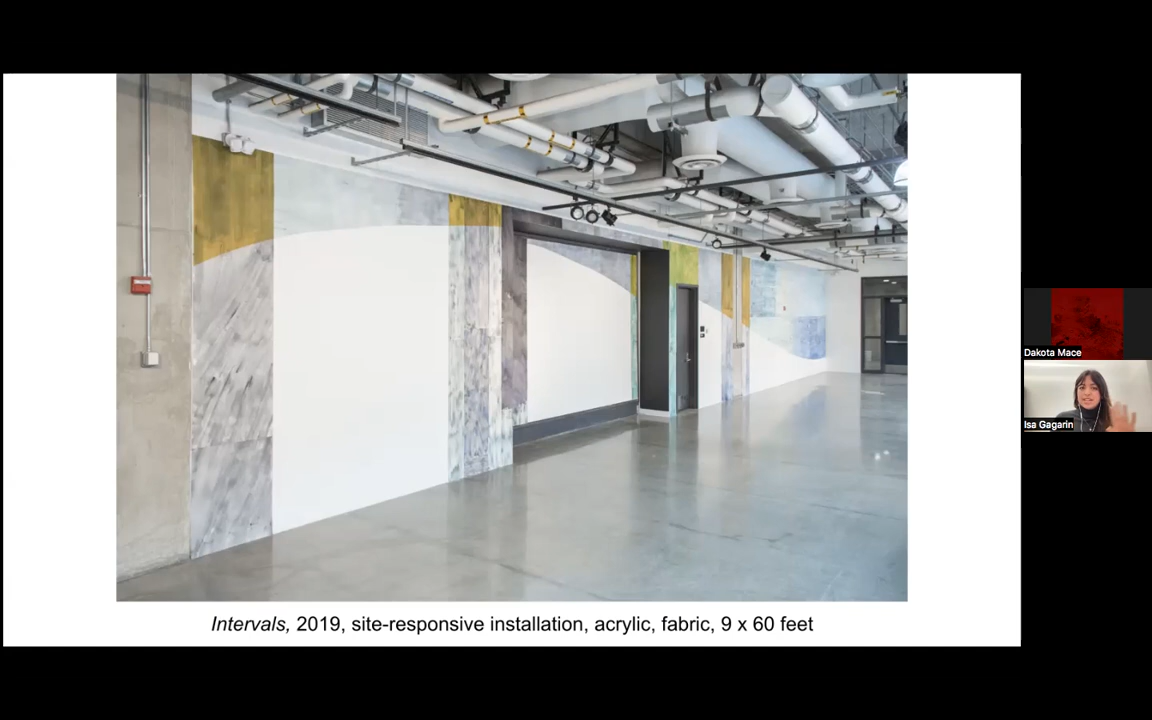 Intervals, 2019, site-responsive installation, acrylic, fabric, 9 x 60 feet
Dakota Mace
Isa Gagarin